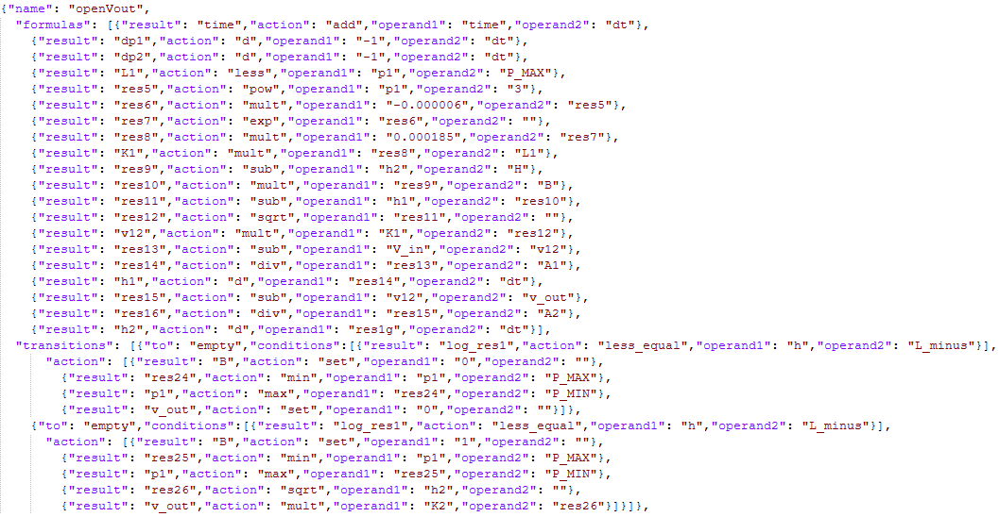 {"name": "openVout",
"formulas": [{"result": "time","action": "add","operand1": "time","operand2": "dt"},
{"result": "dp1","action": "d","operand1": "-1","operand2": "dt"},
{"result": "dp2","action": "d","operand1": "-1","operand2": "dt"},
{"result": "L1","action": "less","operand1": "p1","operand2": "P_MAX"},
{"result": "res5","action": "pow","operand1": "p1","operand2": "3"},
{"result": "res6","action": "mult","operand1": "-0.000006","operand2": "res5"},
{"result": "res7","action": "exp","operand1": "res6","operand2": ""},
{"result": "res8","action": "mult","operand1": "0.000185","operand2": "res7"},
{"result": "K1","action": "mult","operand1": "res8","operand2": "L1"},
{"result": "res9","action": "sub","operand1": "h2","operand2": "H"},
{"result": "res10","action": "mult","operand1": "res9","operand2": "B"},
{"result": "res11","action": "sub","operand1": "h1","operand2": "res10"},
{"result": "res12","action": "sqrt","operand1": "res11","operand2": ""},
{"result": "v12","action": "mult","operand1": "K1","operand2": "res12"},
{"result": "res13","action": "sub","operand1": "V_in","operand2": "v12"},
{"result": "res14","action": "div","operand1": "res13","operand2": "A1"},
{"result": "h1","action": "d","operand1": "res14","operand2": "dt"},
{"result": "res15","action": "sub","operand1": "v12","operand2": "v_out"},
{"result": "res16","action": "div","operand1": "res15","operand2": "A2"},
{"result": "h2","action": "d","operand1": "res1g","operand2": "dt"}],
"transitions": [{"to": "empty","conditions":[{"result": "log_res1","action": "less_equal","operand1": "h","operand2": "L_minus"}],
"action": [{"result": "B","action": "set","operand1": "0","operand2": ""},
{"result": "res24","action": "min","operand1": "p1","operand2": "P_MAX"},
{"result": "p1","action": "max","operand1": "res24","operand2": "P_MIN"},
{"result": "v_out","action": "set","operand1": "0","operand2": ""}]},
{"to": "empty","conditions":[{"result": "log_res1","action": "less_equal","operand1": "h","operand2": "L_minus"}],
"action": [{"result": "B","action": "set","operand1": "1","operand2": ""},
{"result": "res25","action": "min","operand1": "p1","operand2": "P_MAX"},
{"result": "p1","action": "max","operand1": "res25","operand2": "P_MIN"},
{"result": "res26","action": "sqrt","operand1": "h2","operand2": ""},
{"result": "v_out","action": "mult","operand1": "K2","operand2": "res26"}]}]},